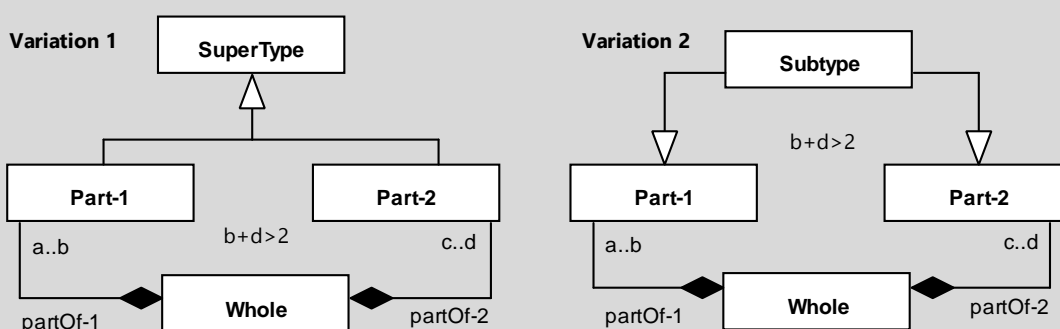 Variation 1
SuperType
Part-1
Part-2
a..b
b+d>2
c..d
Whole
partOf-1
partOf-2
Variation 2
Subtype
b+d>2
Part-1
Part-2
a..b
c..d
Whole
partOf-1
partOf-2